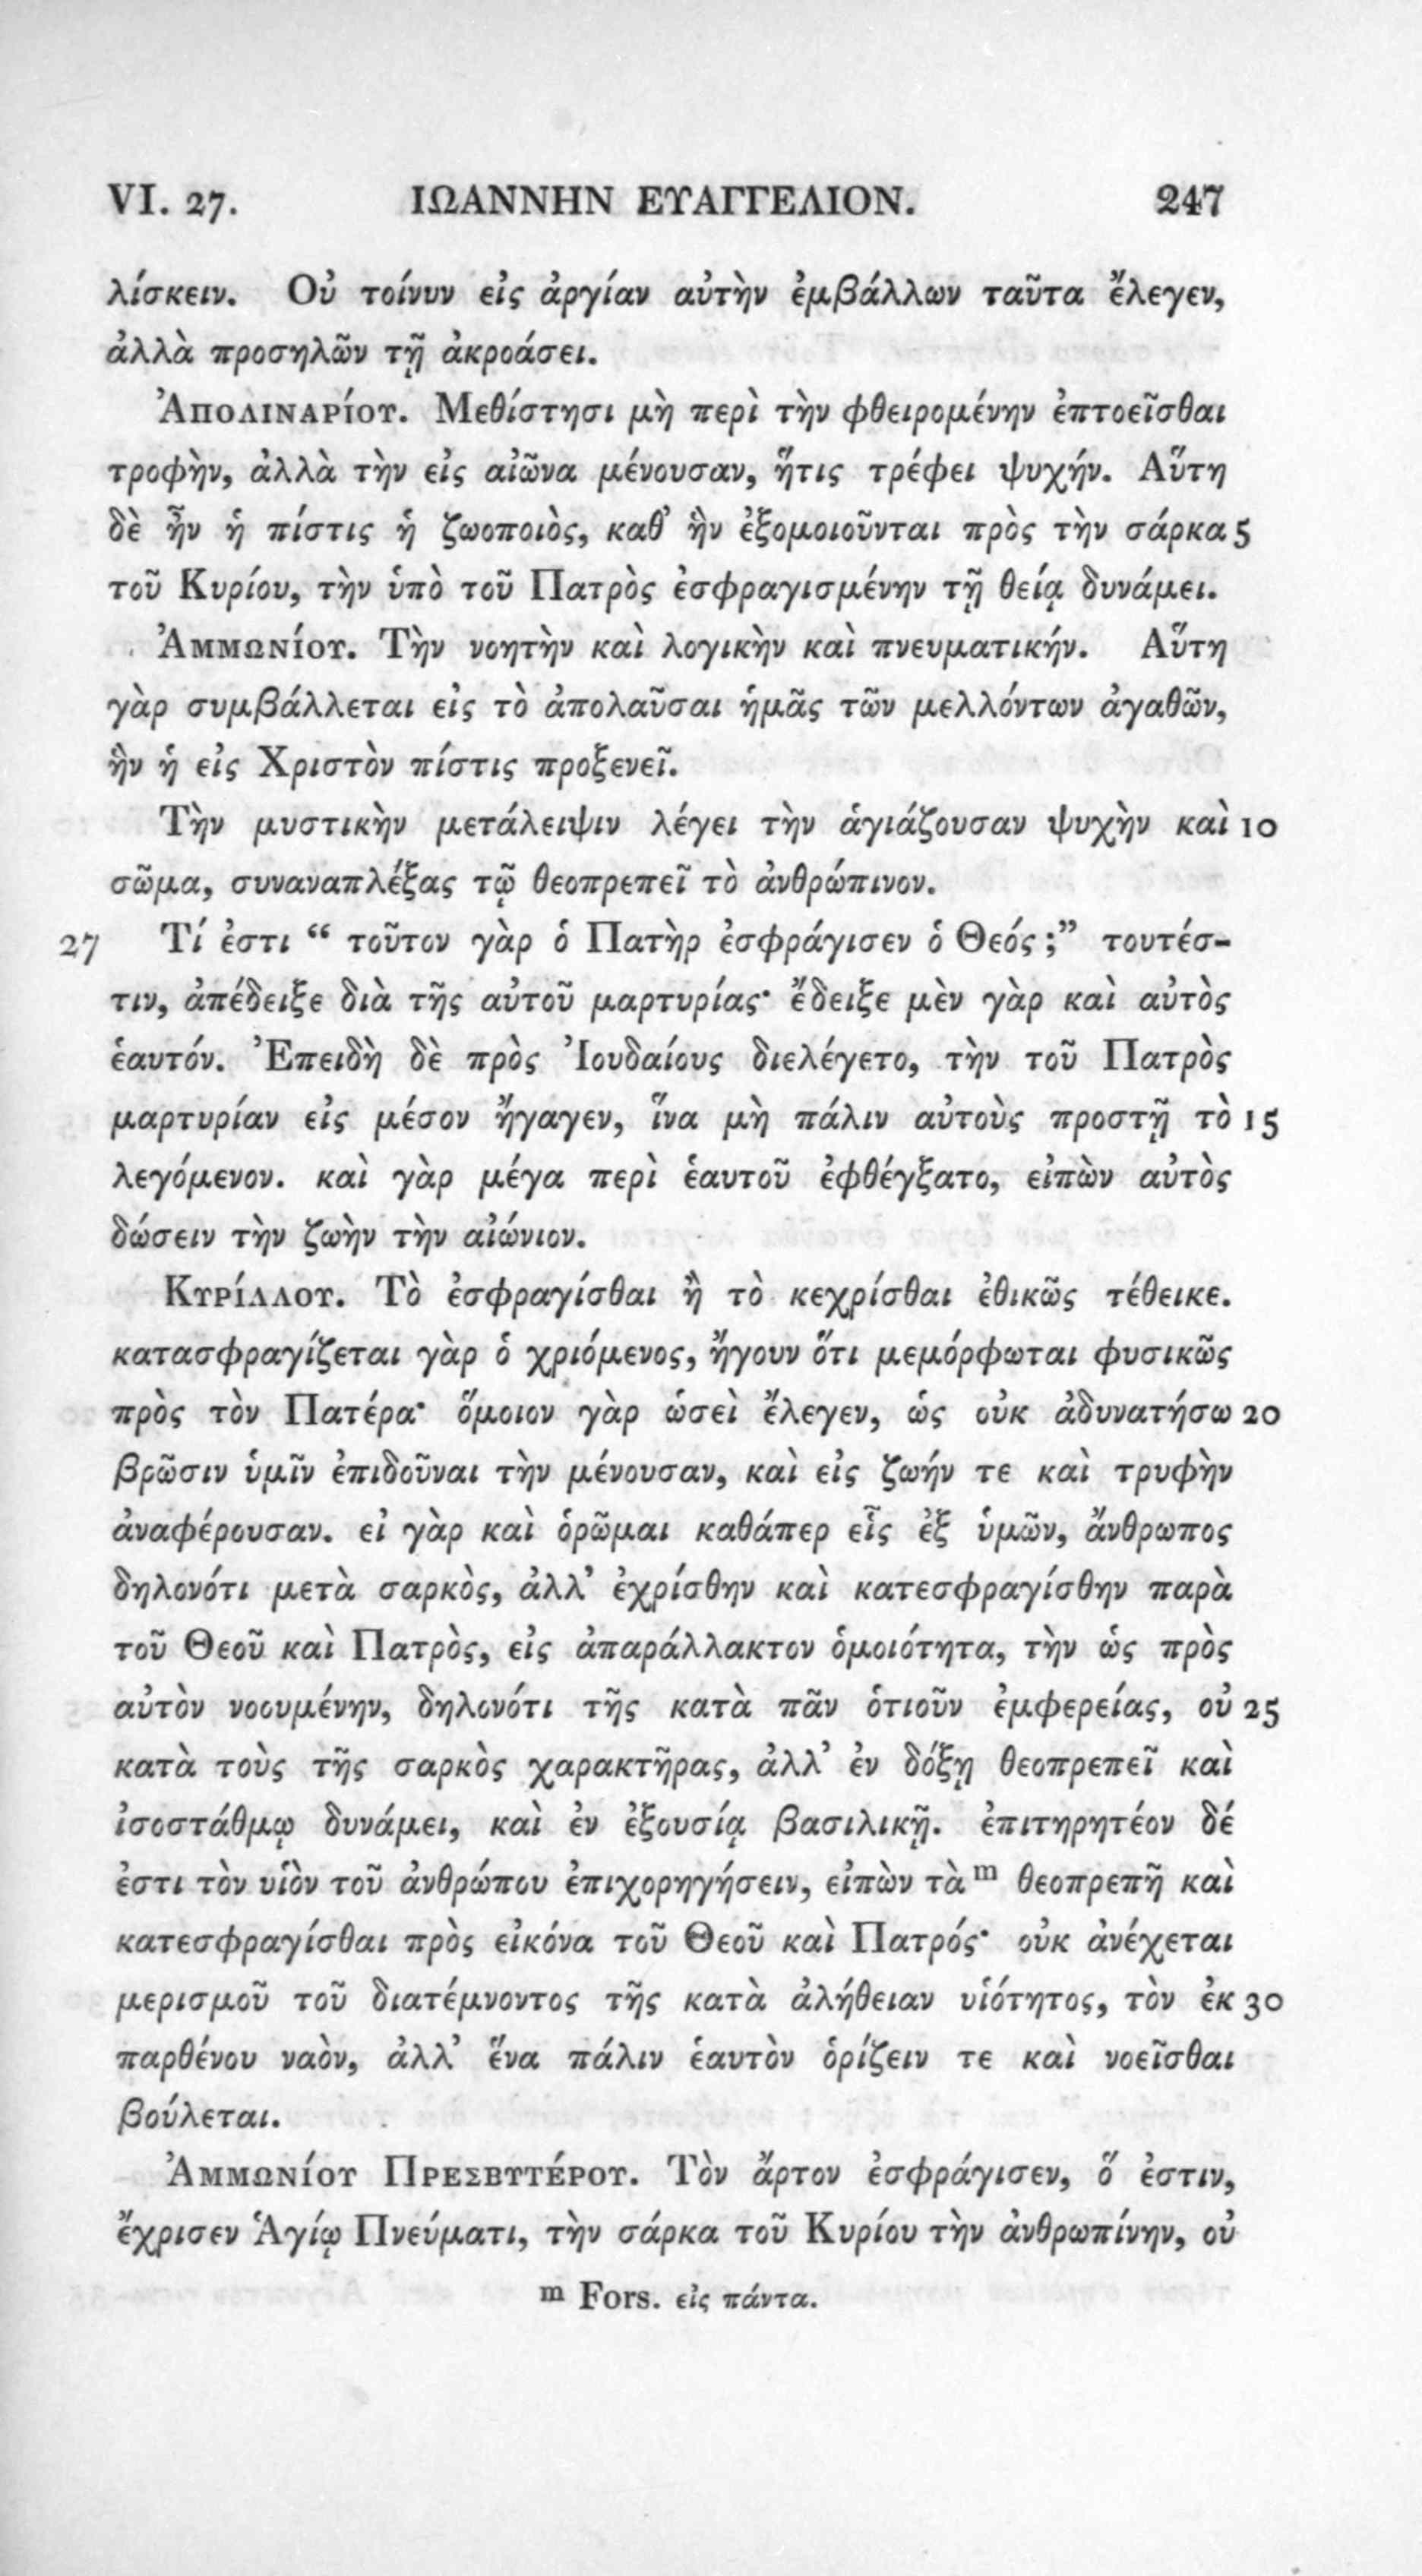 VI. 27. ΙΩΑΝΝΗΝ ΕΥΑΓΓΕΛΙΟΝ. 247
λίσκειν. Οὐ τοίνυν εἰς ἀργίαν αὐτὴν ἐμβάλλων ταῦτα ἔλεγεν,
ἀλλὰ προσηλῶν τῇ ἀκροάσει.
Ἀπολιναρίου. Μεθίστησι μὴ περὶ τὴν φθειρομένην ἐπτοεῖσθαι
τροφὴν, ἀλλὰ τὴν εἰς αἰῶνα μένουσαν, ἥτις τρέφει ψυχήν. Αὕτη
δὲ ἦν ἡ πίστις ἡ ζωοποιὸς, καθ’ ἣν ἐξομοιοῦνται πρὸς τὴν σάρκα 5
τοῦ Κυρίου, τὴν ὑπὸ τοῦ Πατρὸς ἐσφραγισμένην τῇ θείᾳ δυνάμει.
Ἀμμωνίου. Τὴν νοητὴν καὶ λογικὴν καὶ πνευματικήν. Αὕτη
γὰρ συμβάλλεται εἰς τὸ ἀπολαῦσαι ἡμᾶς τῶν μελλόντων ἀγαθῶν,
ἣν ἡ εἰς Χριστὸν πίστις προξενεῖ.
Τὴν μυστικὴν μετάλειψιν λέγει τὴν ἁγιάζουσαν ψυχὴν καὶ 10
σῶμα, συναναπλέξας τῷ θεοπρεπεῖ τὸ ἀνθρώπινον.
27 Τί ἐστι “ τοῦτον γὰρ ὁ Πατὴρ ἐσφράγισεν ὁ Θεός ;” τουτέσ-
τιν, ἀπέδειξε διὰ τῆς αὐτοῦ μαρτυρίας· ἔδειξε μὲν γὰρ καὶ αὐτὸς
ἑαυτόν. Ἐπειδὴ δὲ πρὸς Ἰουδαίους διελέγετο, τὴν τοῦ Πατρὸς
μαρτυρίαν εἰς μέσον ἤγαγεν, ἵνα μὴ πάλιν αὐτοὺς προστῇ τὸ 15
λεγόμενον. καὶ γὰρ μέγα περὶ ἑαυτοῦ ἐφθέγξατο, εἰπὼν αὐτὸς
δώσειν τὴν ζωὴν τὴν αἰώνιον.
Κυρίλλου. Τὸ ἐσφραγίσθαι ἢ τὸ κεχρίσθαι ἐθικῶς τέθεικε.
κατασφραγίζεται γὰρ ὁ χριόμενος, ἤγουν ὅτι μεμόρφωται φυσικῶς
πρὸς τὸν Πατέρα· ὅμοιον γὰρ ὡσεὶ ἔλεγεν, ὡς οὐκ ἀδυνατήσω 20
βρῶσιν ὑμῖν ἐπιδοῦναι τὴν μένουσαν, καὶ εἰς ζωήν τε καὶ τρυφὴν
ἀναφέρουσαν. εἰ γὰρ καὶ ὁρῶμαι καθάπερ εἷς ἐξ ὑμῶν, ἄνθρωπος
δηλονότι μετὰ σαρκὸς, ἀλλ’ ἐχρίσθην καὶ κατεσφραγίσθην παρὰ
τοῦ Θεοῦ καὶ Πατρὸς, εἰς ἀπαράλλακτον ὁμοιότητα, τὴν ὡς πρὸς
αὐτὸν νοουμένην, δηλονότι τῆς κατὰ πᾶν ὁτιοῦν ἐμφερείας, οὐ 25
κατὰ τοὺς τῆς σαρκὸς χαρακτῆρας, ἀλλ’ ἐν δόξῃ θεοπρεπεῖ καὶ
ἰσοστάθμῳ δυνάμει, καὶ ἐν ἐξουσίᾳ βασιλικῇ. ἐπιτηρητέον δέ
ἐστι τὸν υἱὸν τοῦ ἀνθρώπου ἐπιχορηγήσειν, εἰπὼν τὰ m θεοπρεπῆ καὶ
κατεσφραγίσθαι πρὸς εἰκόνα τοῦ Θεοῦ καὶ Πατρός· οὐκ ἀνέχεται
μερισμοῦ τοῦ διατέμνοντος τῆς κατὰ ἀλήθειαν υἱότητος, τὸν ἐκ 30
παρθένου ναὸν, ἀλλ’ ἕνα πάλιν ἑαυτὸν ὁρίζειν τε καὶ νοεῖσθαι
βούλεται.
Ἀμμωνίου Πρεσβυτέρου. Τὸν ἄρτον ἐσφράγισεν, ὅ ἐστιν,
ἔχρισεν Ἁγίῳ Πνεύματι, τὴν σάρκα τοῦ Κυρίου τὴν ἀνθρωπίνην, οὐ
m Fors. εἰς πάντα.